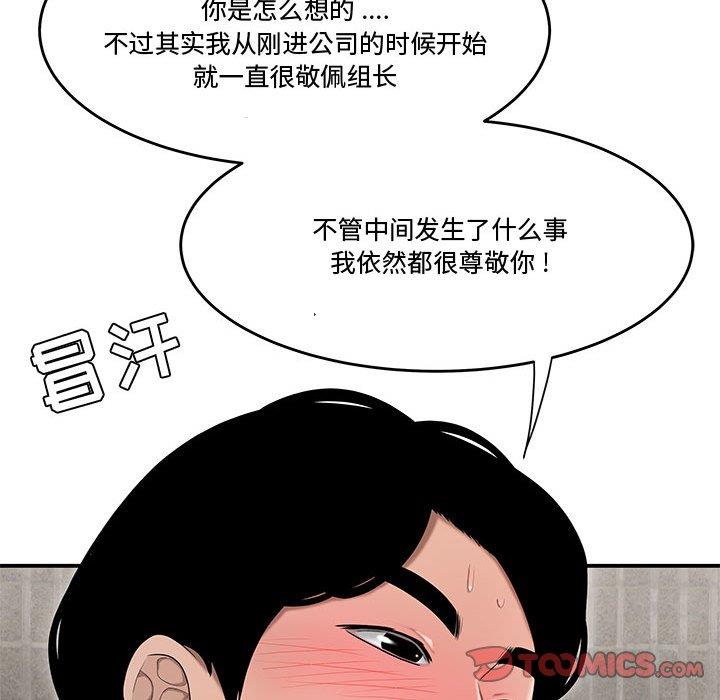 你是怎么想的 ....
不过其实我从刚进公司的时候开始
就一直很敬佩组长
不管中间发生了什么事
我依然都很尊敬你 !
冒汗
TOOMICS.COM